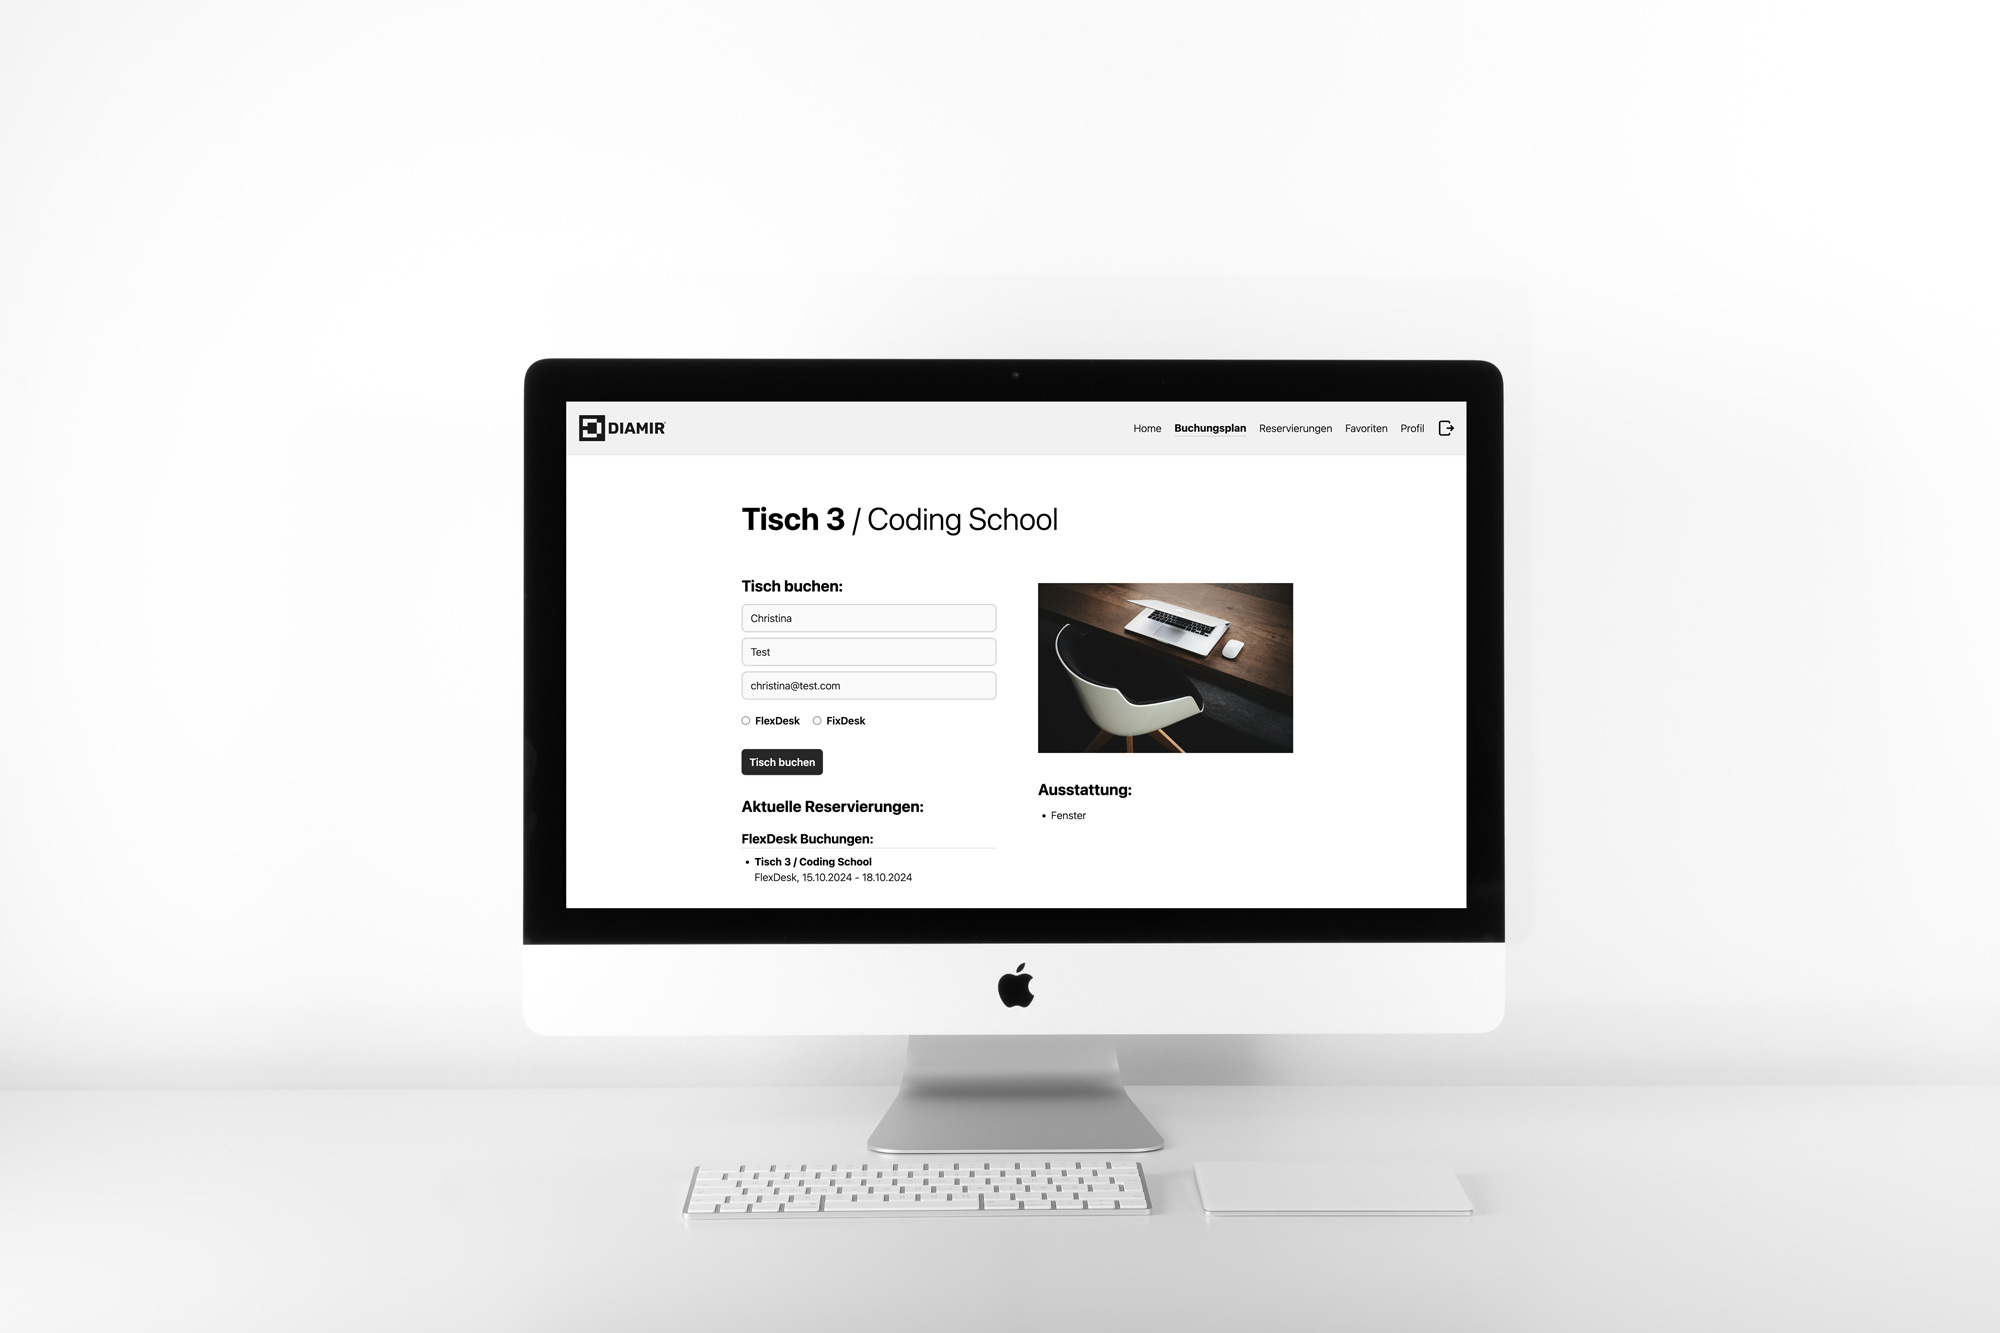 DIAMIR
Home Buchungsplan Reservierungen Favoriten Profil
Tisch 3 / Coding School
Tisch buchen:
Christina
Test
christina@test.com
FlexDesk FixDesk
Tisch buchen
Aktuelle Reservierungen:
FlexDesk Buchungen:
• Tisch 3 / Coding School
FlexDesk, 15.10.2024 - 18.10.2024
Ausstattung:
• Fenster